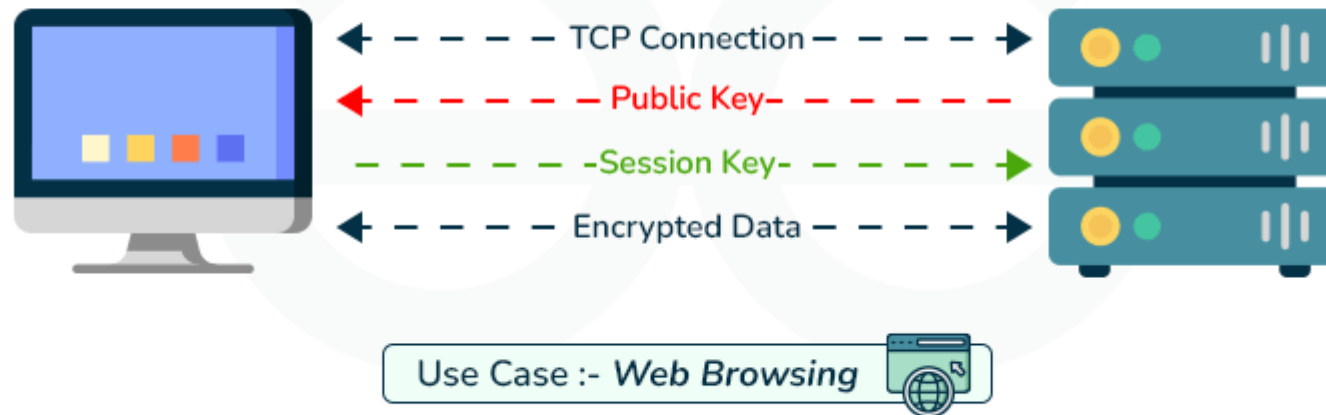 TCP Connection
Public Key
Session Key
Encrypted Data
Use Case :- Web Browsing